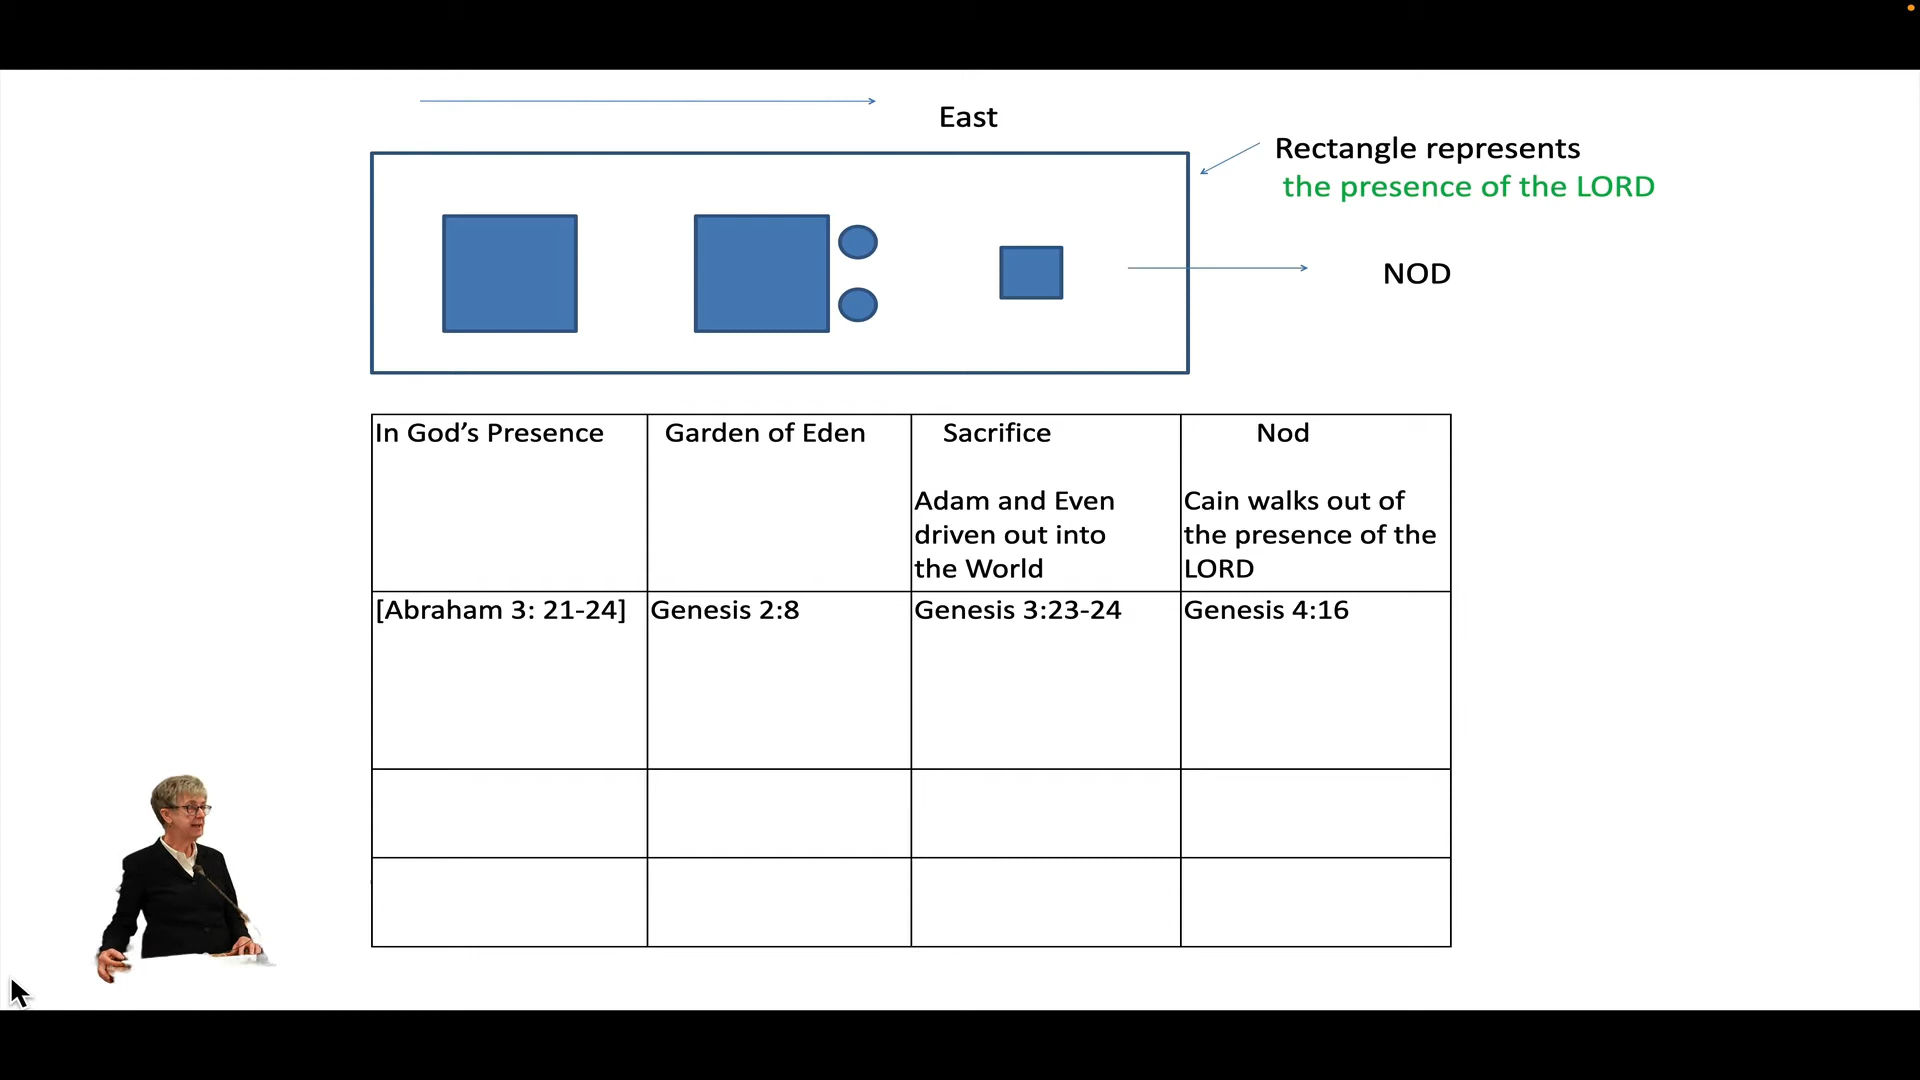 East
Rectangle represents
the presence of the LORD
NOD
In God’s Presence
Garden of Eden
Sacrifice
Adam and Even
driven out into
the World
Nod
Cain walks out of
the presence of the
LORD
[Abraham 3: 21-24]
Genesis 2:8
Genesis 3:23-24
Genesis 4:16